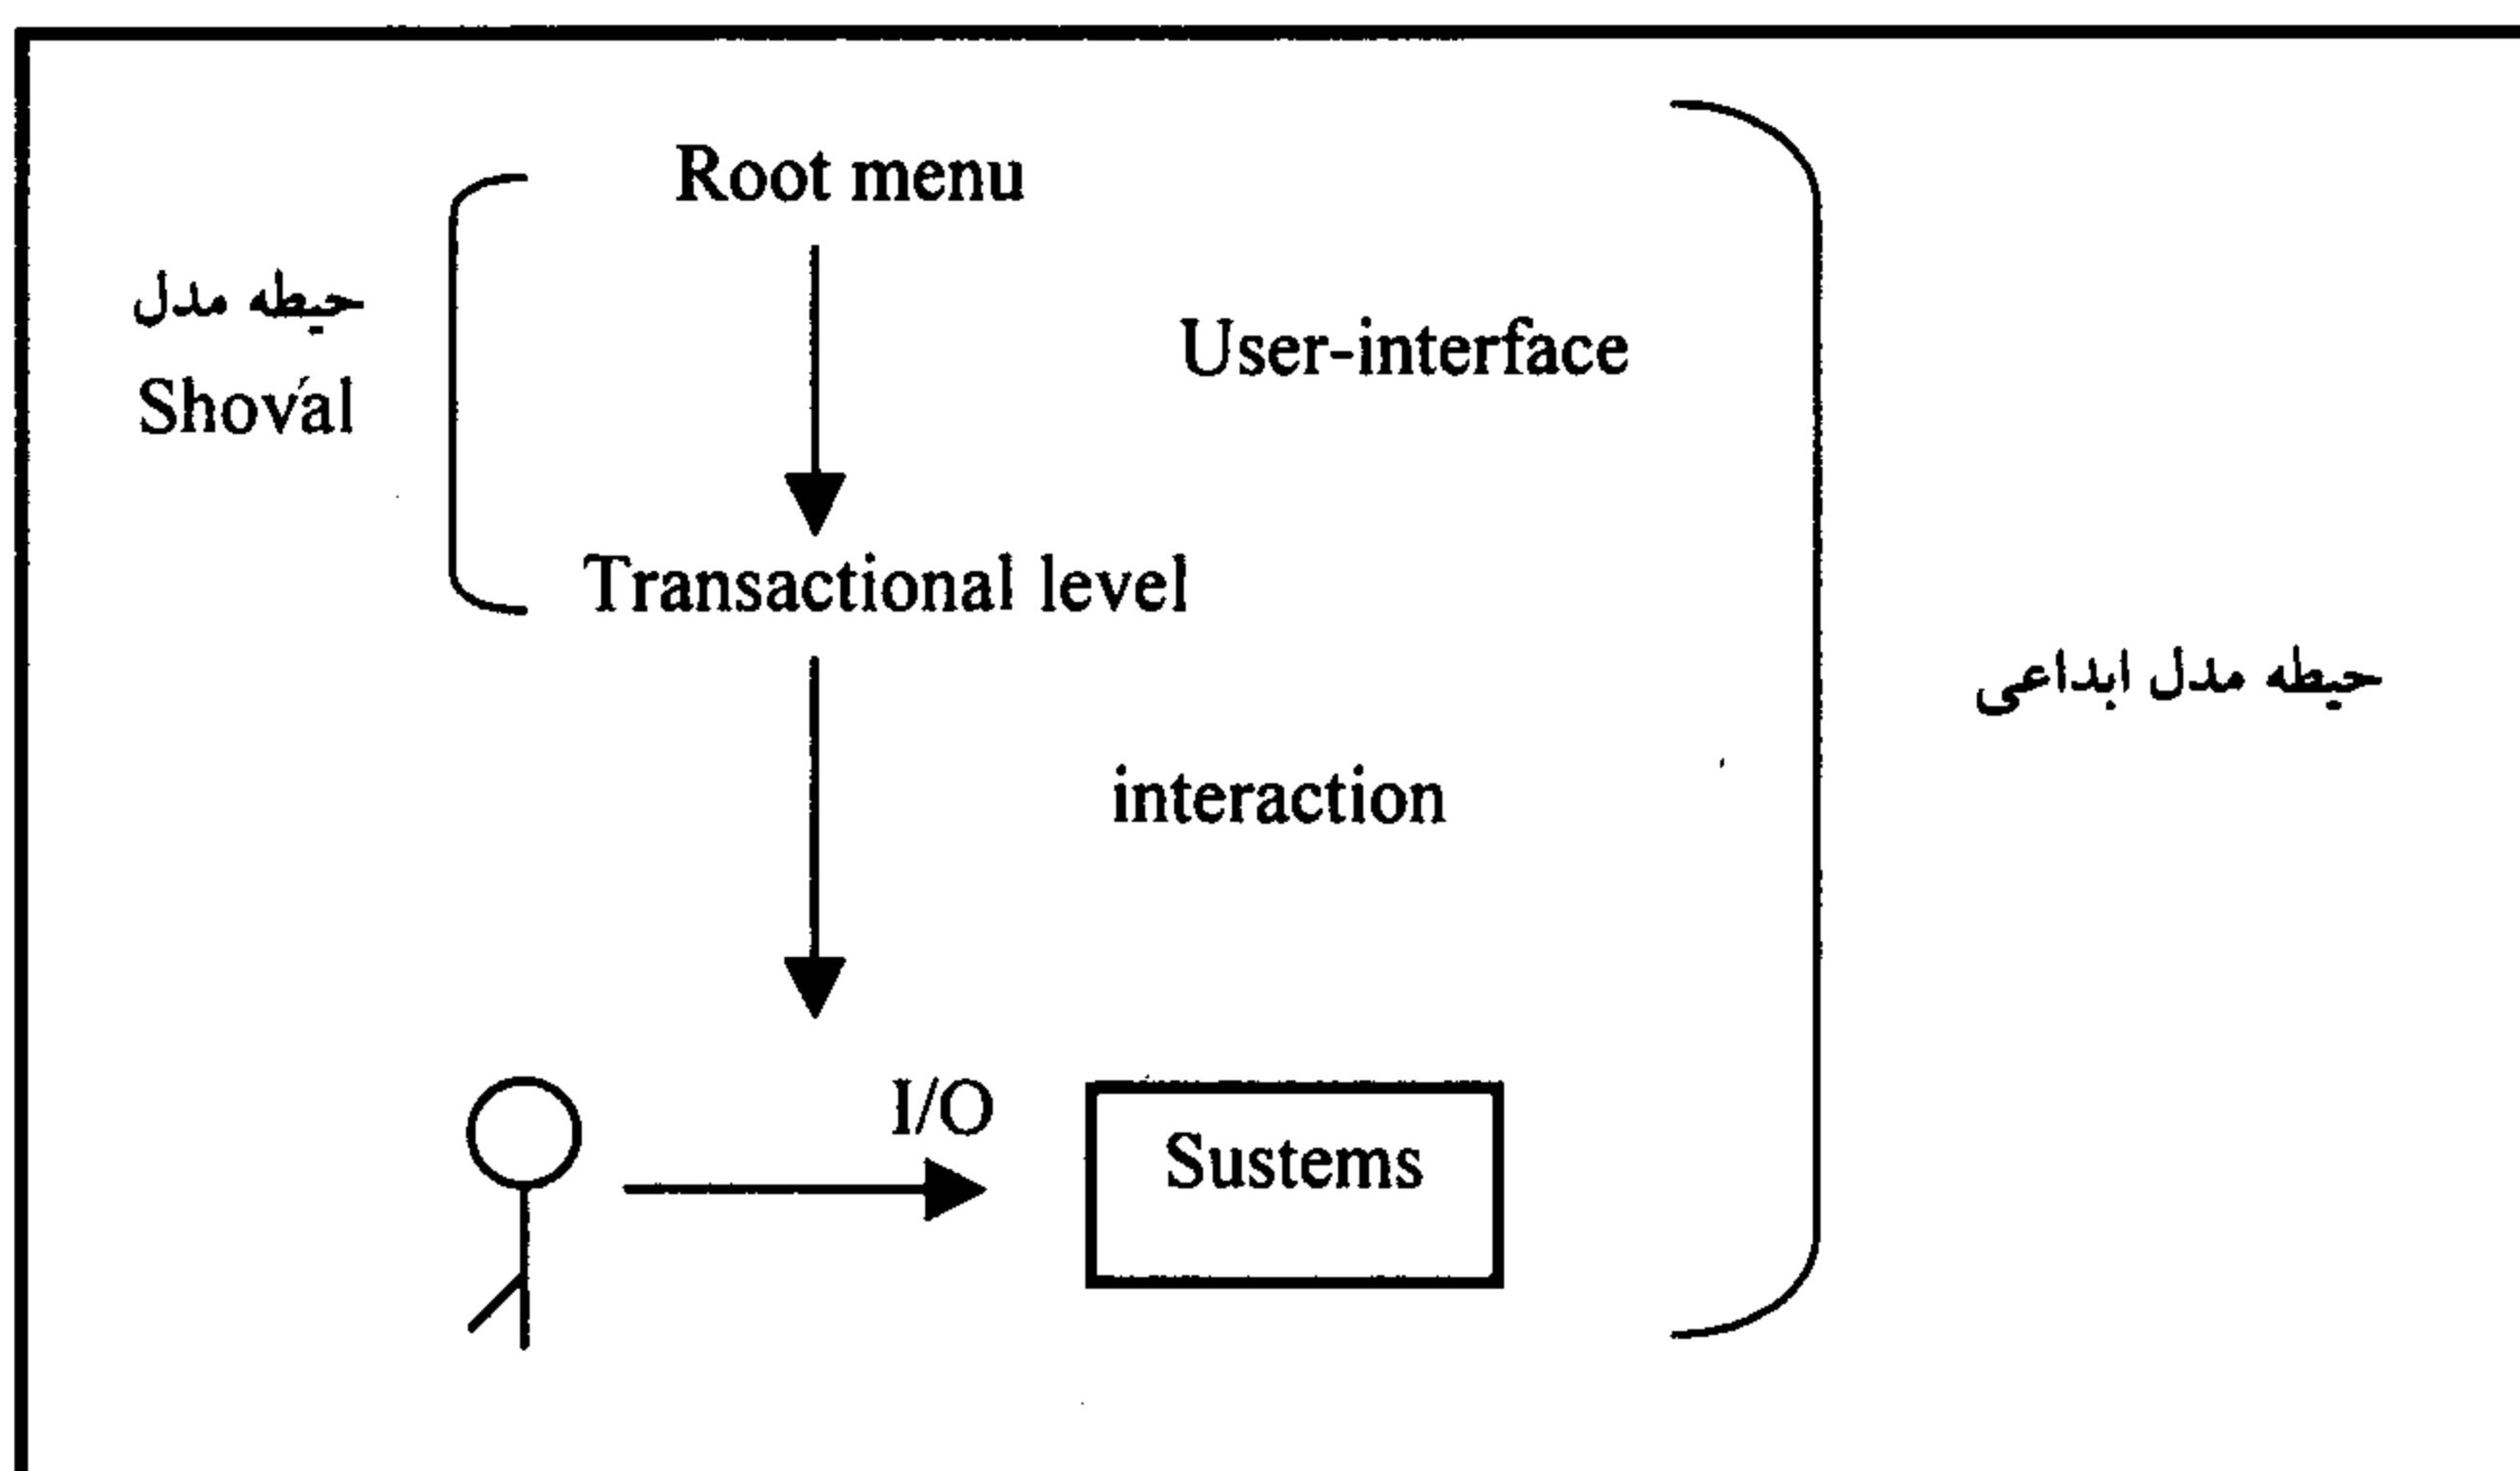 Root menu
حیطه مدل
Shoval
User-interface
Transactional level
حیطه مدل ابداعی
interaction
I/O
Sustems